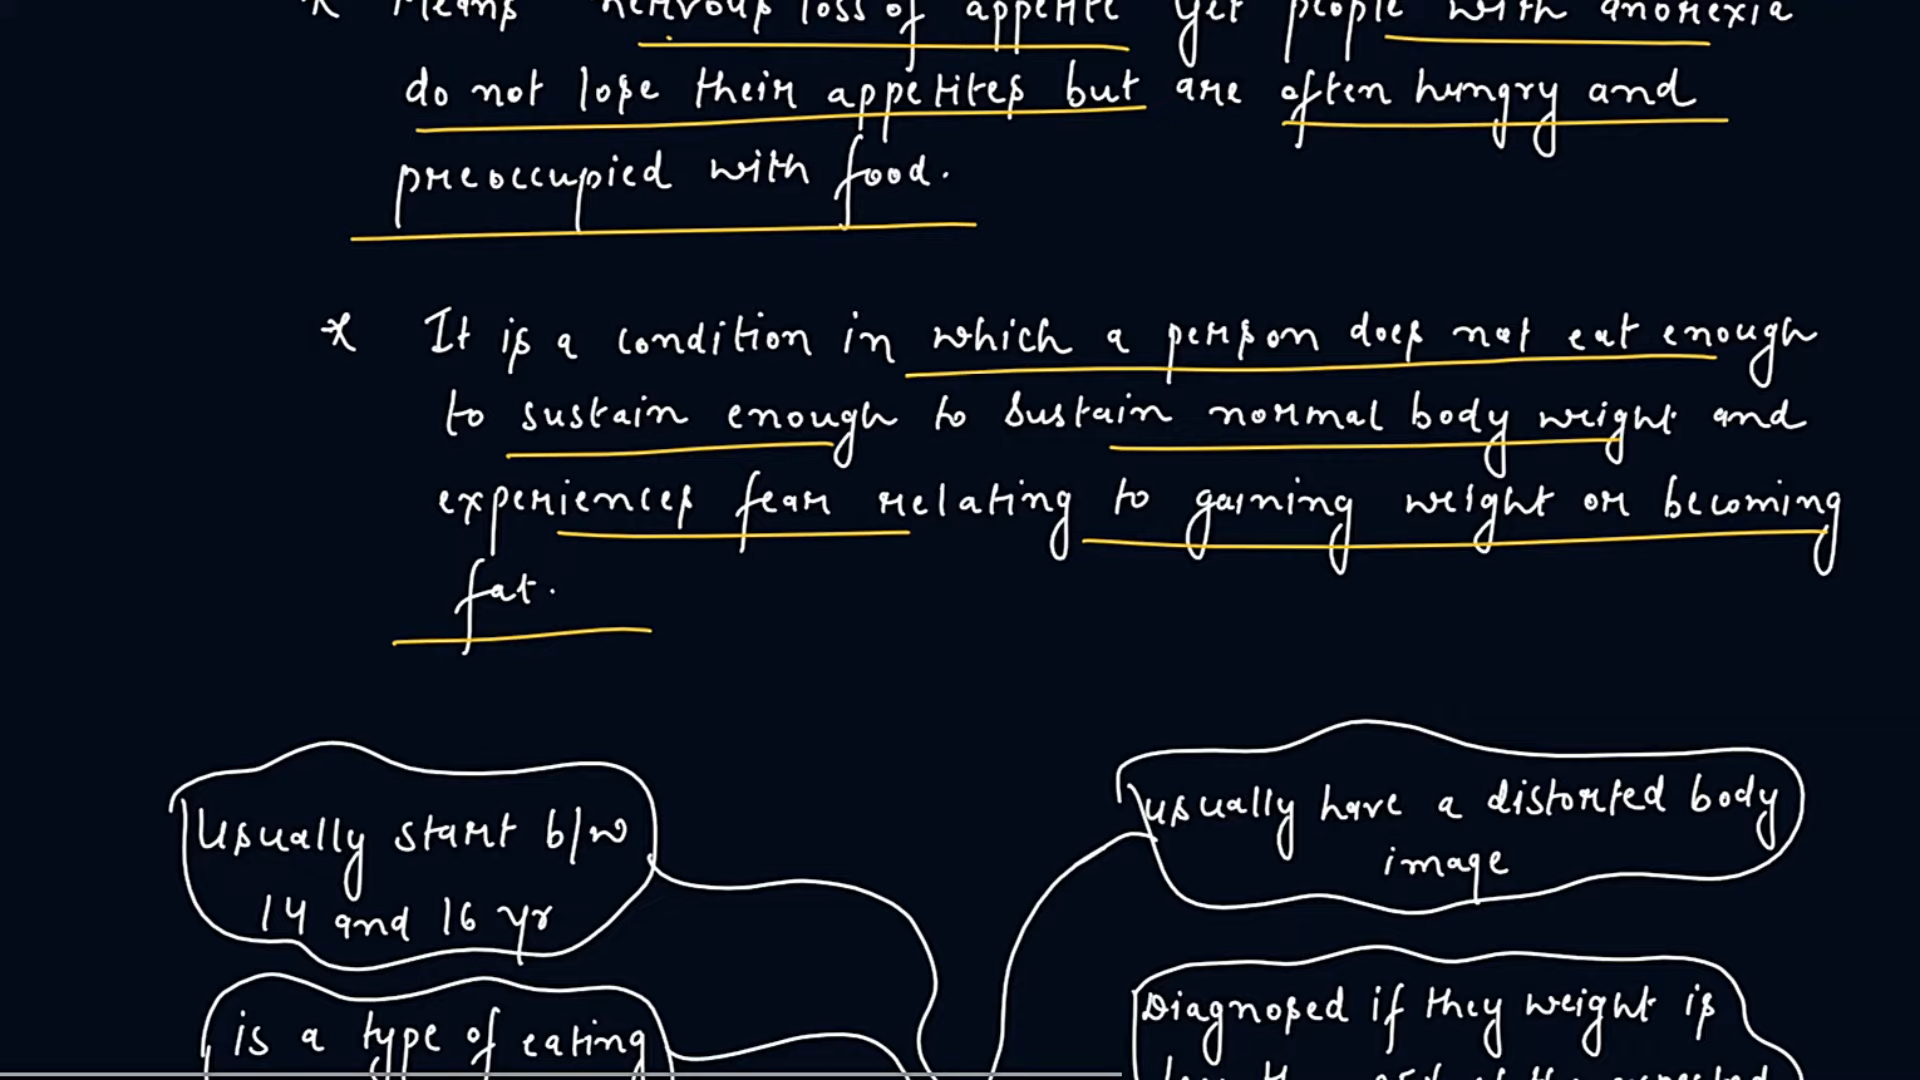 * Means nervous loss of appetite yet people with anorexia
do not lose their appetites but are often hungry and
preoccupied with food.
* It is a condition in which a person does not eat enough
to sustain enough to sustain normal body weight and
experiences fear relating to gaining weight or becoming
fat.
Usually start b/w
14 and 16 yr
usually have a distorted body
image
is a type of eating
Diagnosed if they weight is